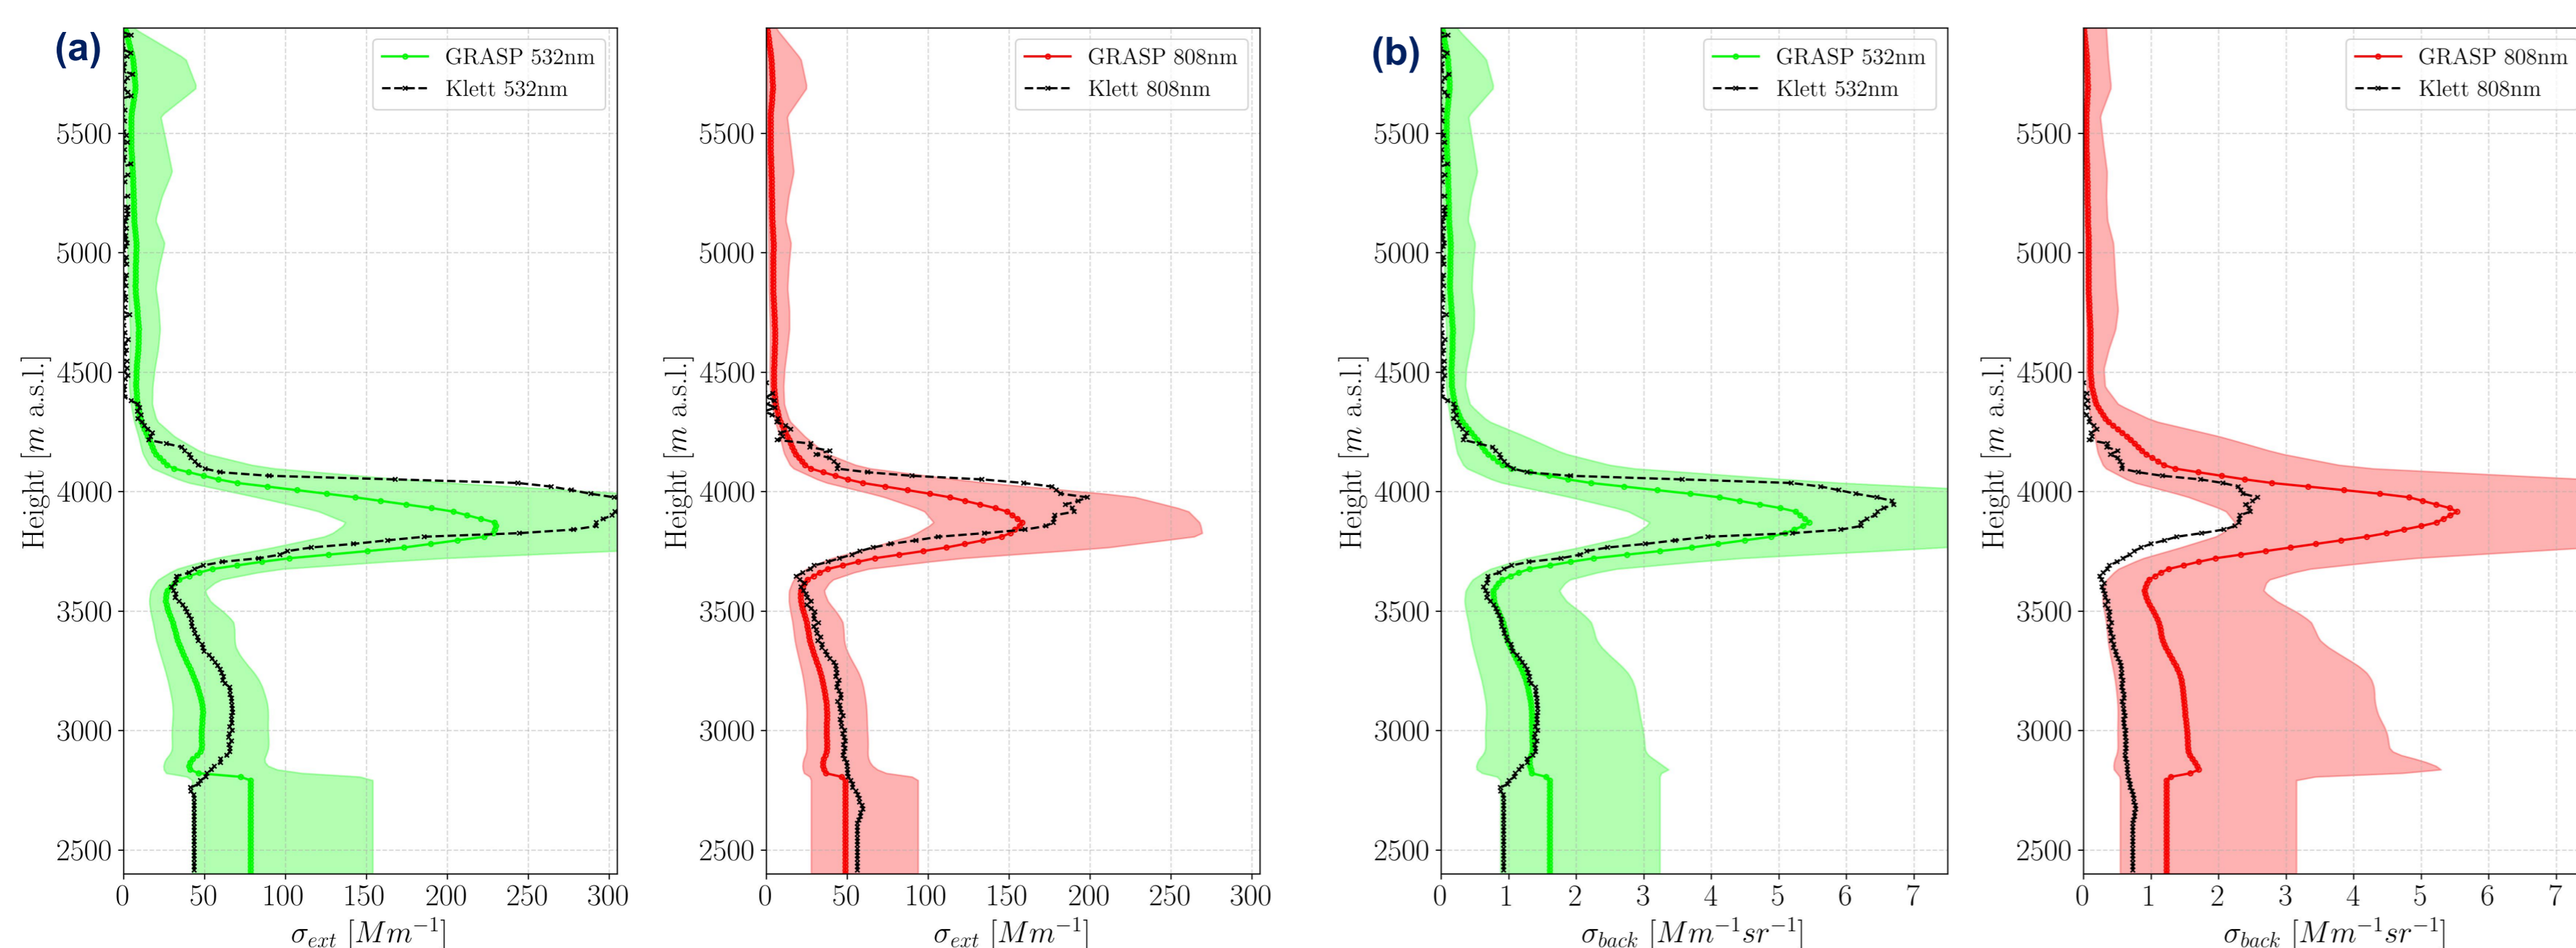 (a)
GRASP 532nm
Klett 532nm
5500
5000
4500
4000
3500
3000
2500
Height [m a.s.l.]
0 50 100 150 200 250 300
σ_ext [Mm⁻¹]
GRASP 808nm
Klett 808nm
5500
5000
4500
4000
3500
3000
2500
Height [m a.s.l.]
0 50 100 150 200 250 300
σ_ext [Mm⁻¹]
(b)
GRASP 532nm
Klett 532nm
5500
5000
4500
4000
3500
3000
2500
Height [m a.s.l.]
0 1 2 3 4 5 6 7
σ_back [Mm⁻¹sr⁻¹]
GRASP 808nm
Klett 808nm
5500
5000
4500
4000
3500
3000
2500
Height [m a.s.l.]
0 1 2 3 4 5 6 7
σ_back [Mm⁻¹sr⁻¹]